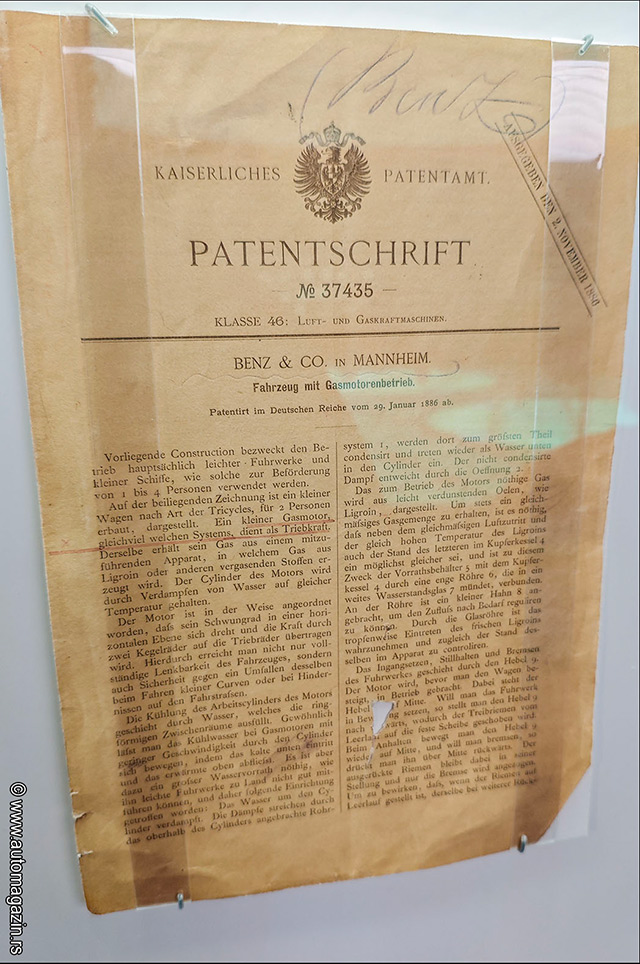 Benz
AUSGEGEBEN DEN 2. NOVEMBER 1886
KAISERLICHES PATENTAMT.
PATENTSCHRIFT
№ 37435
KLASSE 46: LUFT- UND GASKRAFTMASCHINEN.
BENZ & CO. IN MANNHEIM.
Fahrzeug mit Gasmotorenbetrieb.
Patentirt im Deutschen Reiche vom 29. Januar 1886 ab.
Vorliegende Construction bezweckt den Be-
trieb hauptsächlich leichter Fuhrwerke und
kleiner Schiffe, wie solche zur Beförderung
von 1 bis 4 Personen verwendet werden.
Auf der beiliegenden Zeichnung ist ein kleiner
Wagen nach Art der Tricycles, für 2 Personen
erbaut, dargestellt. Ein kleiner Gasmotor,
gleichviel welchen Systems, dient als Triebkraft.
Derselbe erhält sein Gas aus einem mitzu-
führenden Apparat, in welchem Gas aus
Ligroin oder anderen vergasenden Stoffen er-
zeugt wird. Der Cylinder des Motors wird
durch Verdampfen von Wasser auf gleicher
Temperatur gehalten.
Der Motor ist in der Weise angeordnet
worden, daß sein Schwungrad in einer hori-
zontalen Ebene sich dreht und die Kraft durch
zwei Kegelräder auf die Triebräder übertragen
wird. Hierdurch erreicht man nicht nur voll-
ständige Lenkbarkeit des Fahrzeuges, sondern
auch Sicherheit gegen ein Umfallen desselben
beim Fahren kleiner Curven oder bei Hinder-
nissen auf den Fahrstraßen.
Die Kühlung des Arbeitscylinders des Motors
geschieht durch Wasser, welches die ring-
förmigen Zwischenräume ausfüllt. Gewöhnlich
läßt man das Kühlwasser bei Gasmotoren mit
geringer Geschwindigkeit durch den Cylinder
sich bewegen, indem das kalte unten eintritt
und das erwärmte oben abfließt. Es ist aber
dazu ein großer Wasservorrath nöthig, wie
ihn leichte Fuhrwerke zu Land nicht gut mit-
führen können, und daher folgende Einrichtung
getroffen worden: Das Wasser um den Cy-
linder verdampft. Die Dämpfe streichen durch
das oberhalb des Cylinders angebrachte Rohr-
system 1, werden dort zum größten Theil
condensirt und treten wieder als Wasser unten
in den Cylinder ein. Der nicht condensirte
Dampf entweicht durch die Oeffnung 2.
Das zum Betrieb des Motors nöthige Gas
wird aus leicht verdunstenden Oelen, wie
Ligroin, dargestellt. Um stets ein gleich-
mäßiges Gasgemenge zu erhalten, ist es nöthig,
daß neben dem gleichmäßigen Luftzutritt und
der gleich hohen Temperatur des Ligroins
auch der Stand des letzteren im Kupferkessel 4
ein möglichst gleicher sei, und ist zu diesem
Zweck der Vorrathsbehälter 5 mit dem Kupfer-
kessel 4 durch eine enge Röhre 6, die in ein
weites Wasserstandsglas 7 mündet, verbunden.
An der Röhre ist ein kleiner Hahn 8 an-
gebracht, um den Zufluß nach Bedarf reguliren
zu können. Durch die Glasröhre ist das
tropfenweise Eintreten des frischen Ligroins
wahrzunehmen und zugleich der Stand des-
selben im Apparat zu controliren.
Das Ingangsetzen, Stillhalten und Bremsen
des Fuhrwerkes geschieht durch den Hebel 9.
Der Motor wird, bevor man den Wagen be-
steigt, in Betrieb gebracht. Dabei steht der
Hebel auf Mitte. Will man das Fuhrwerk
in Bewegung setzen, so stellt man den Hebel 9
nach wärts, wodurch der Treibriemen vom
Leerlauf auf die feste Scheibe geschoben wird.
Beim Anhalten bewegt man den Hebel 9
wieder auf Mitte, und will man bremsen, so
drückt man ihn über Mitte rückwärts. Der
ausgerückte Riemen bleibt dabei in seiner
Stellung und nur die Bremse wird angezogen.
Um zu bewirken, daß, wenn der Riemen auf
Leerlauf gestellt ist, derselbe bei weiterer Rück-
© www.automagazin.rs